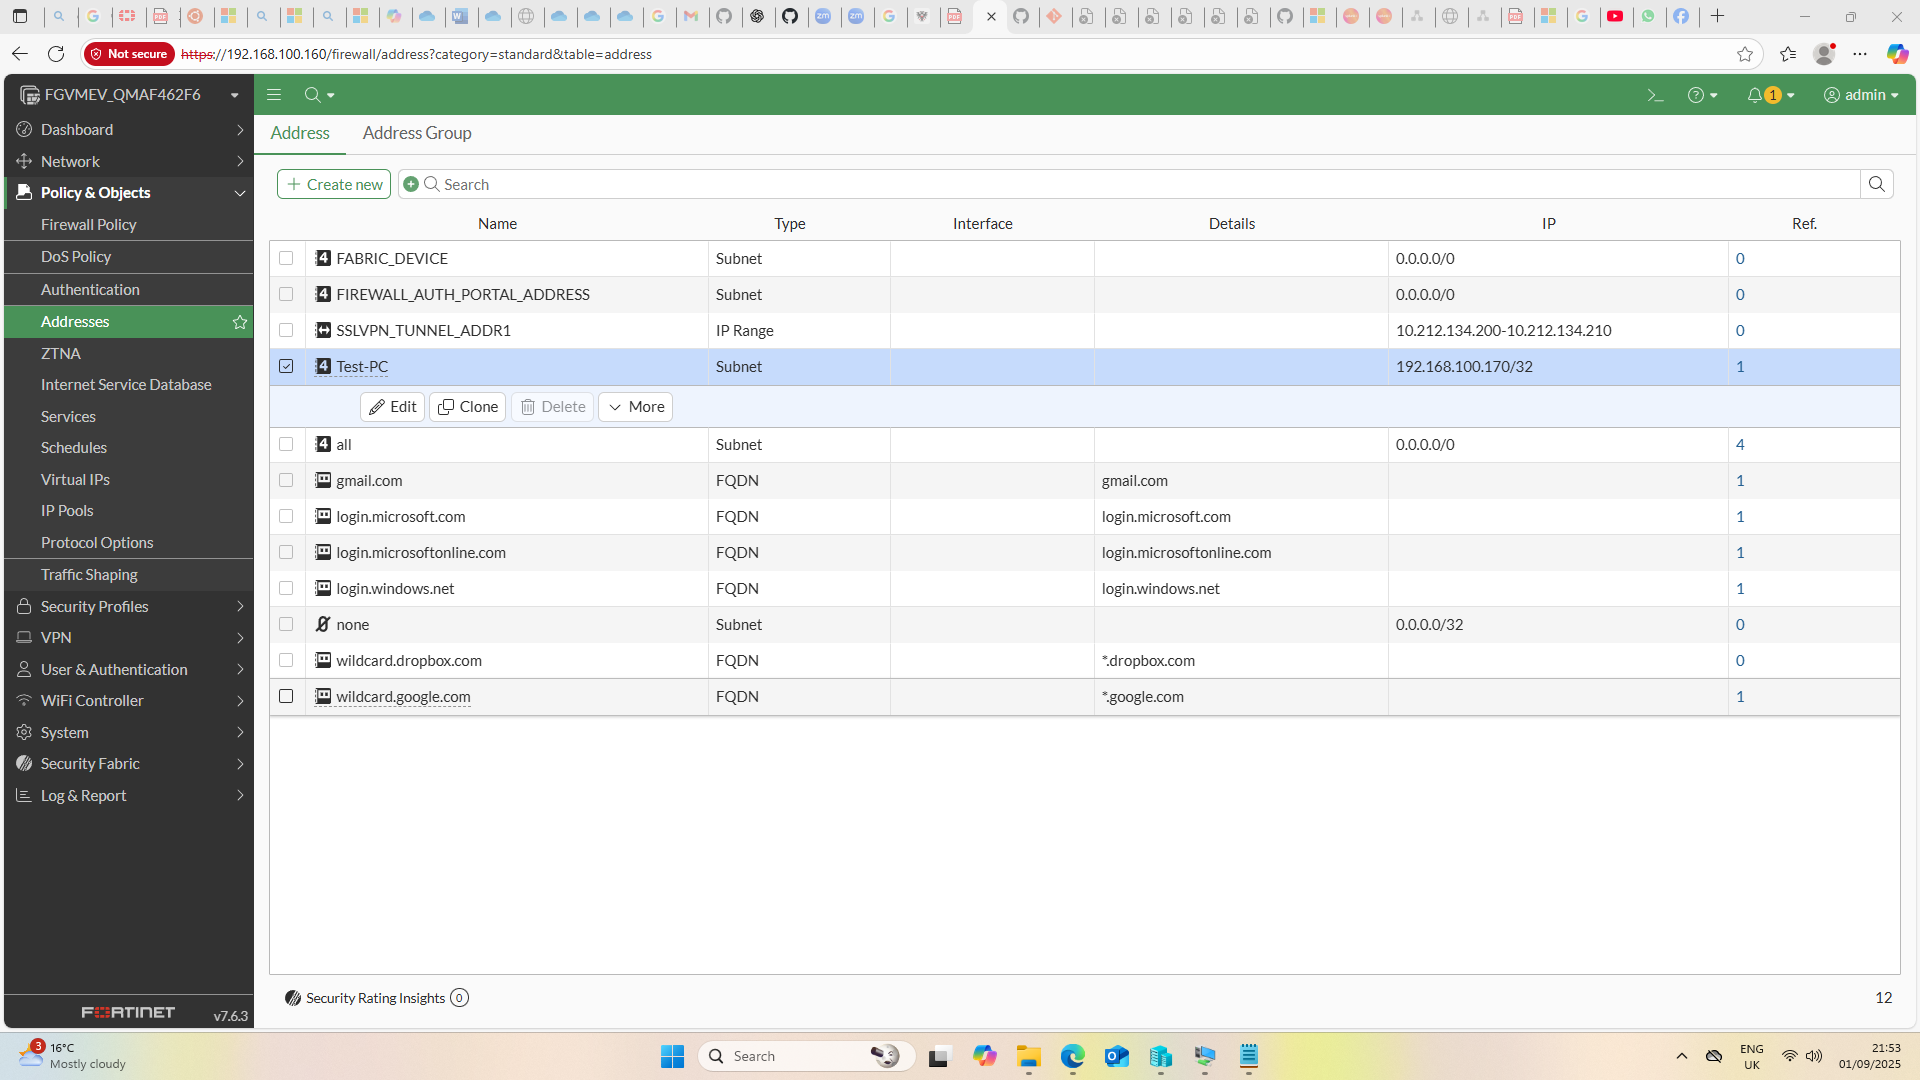 Not secure https://192.168.100.160/firewall/address?category=standard&table=address
FGVMEV_QMAF462F6
1 admin
Dashboard
Network
Policy & Objects
Firewall Policy
DoS Policy
Authentication
Addresses
ZTNA
Internet Service Database
Services
Schedules
Virtual IPs
IP Pools
Protocol Options
Traffic Shaping
Security Profiles
VPN
User & Authentication
WiFi Controller
System
Security Fabric
Log & Report
FORTINET v7.6.3
Address Address Group
Create new Search
Name Type Interface Details IP Ref.
4 FABRIC_DEVICE Subnet 0.0.0.0/0 0
4 FIREWALL_AUTH_PORTAL_ADDRESS Subnet 0.0.0.0/0 0
SSLVPN_TUNNEL_ADDR1 IP Range 10.212.134.200-10.212.134.210 0
4 Test-PC Subnet 192.168.100.170/32 1
Edit Clone Delete More
4 all Subnet 0.0.0.0/0 4
gmail.com FQDN gmail.com 1
login.microsoft.com FQDN login.microsoft.com 1
login.microsoftonline.com FQDN login.microsoftonline.com 1
login.windows.net FQDN login.windows.net 1
none Subnet 0.0.0.0/32 0
wildcard.dropbox.com FQDN *.dropbox.com 0
wildcard.google.com FQDN *.google.com 1
Security Rating Insights 0 12
3 16°C
Mostly cloudy
Search
ENG
UK
21:53
01/09/2025